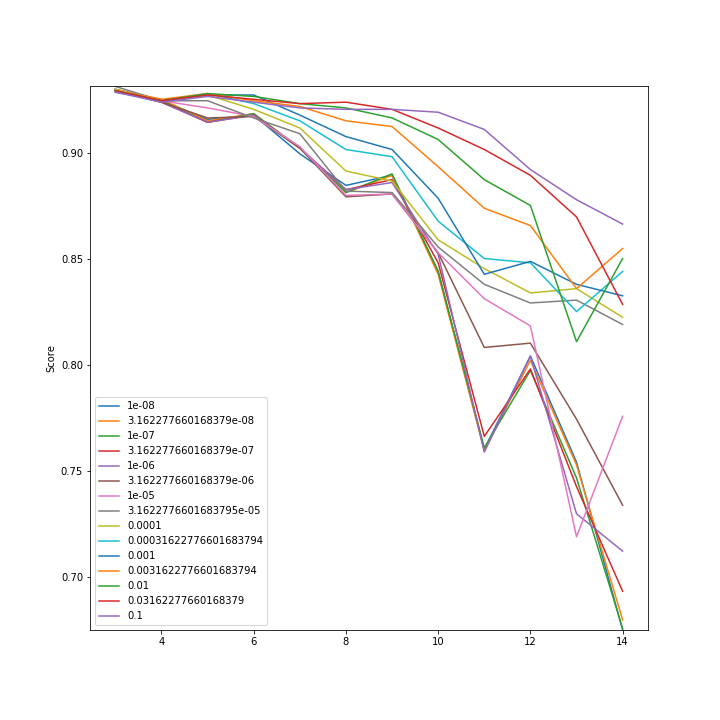 0.90
0.85
0.80
0.75
0.70
Score
1e-08
3.162277660168379e-08
1e-07
3.162277660168379e-07
1e-06
3.162277660168379e-06
1e-05
3.1622776601683795e-05
0.0001
0.00031622776601683794
0.001
0.0031622776601683794
0.01
0.03162277660168379
0.1
4 6 8 10 12 14